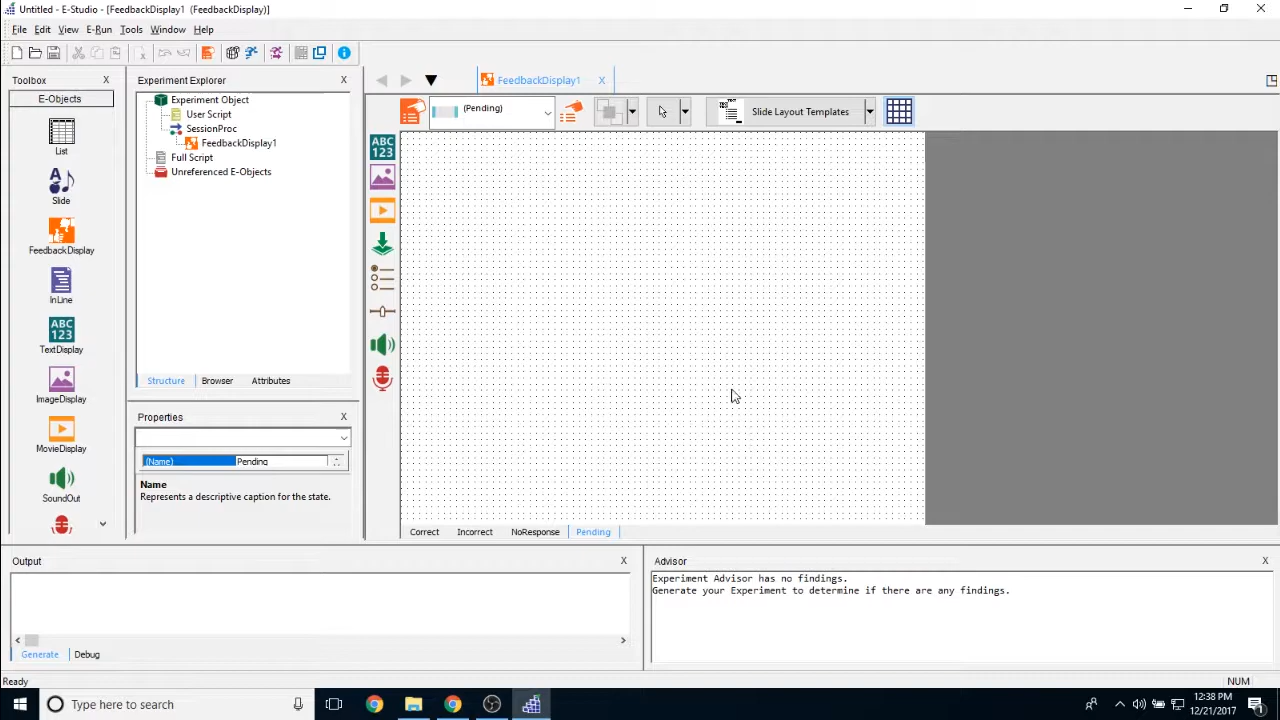 Untitled - E-Studio - [FeedbackDisplay1 (FeedbackDisplay)]
File Edit View E-Run Tools Window Help
Toolbox X
E-Objects
List
Slide
FeedbackDisplay
InLine
ABC
123
TextDisplay
ImageDisplay
MovieDisplay
SoundOut
Experiment Explorer X
Experiment Object
User Script
SessionProc
FeedbackDisplay1
Full Script
Unreferenced E-Objects
Structure Browser Attributes
Properties X
(Name) Pending
Name
Represents a descriptive caption for the state.
FeedbackDisplay1 X
(Pending)
Slide Layout Templates
ABC
123
Correct Incorrect NoResponse Pending
Output X
Generate Debug
Advisor X
Experiment Advisor has no findings.
Generate your Experiment to determine if there are any findings.
Ready NUM
Type here to search
12:38 PM
12/21/2017